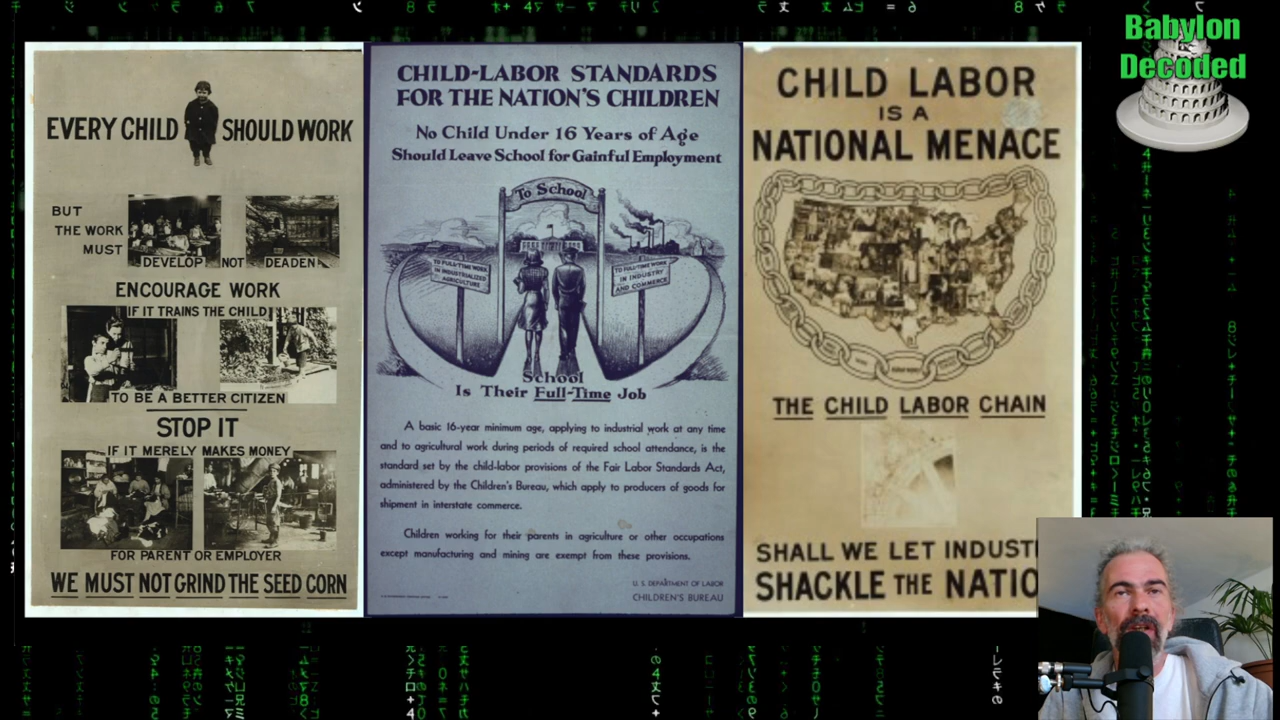 Babylon
Decoded
EVERY CHILD SHOULD WORK
BUT
THE WORK
MUST
DEVELOP NOT DEADEN
ENCOURAGE WORK
IF IT TRAINS THE CHILD
TO BE A BETTER CITIZEN
STOP IT
IF IT MERELY MAKES MONEY
FOR PARENT OR EMPLOYER
WE MUST NOT GRIND THE SEED CORN
CHILD-LABOR STANDARDS
FOR THE NATION'S CHILDREN
No Child Under 16 Years of Age
Should Leave School for Gainful Employment
To School
TO FULL-TIME WORK
IN INDUSTRIALIZED
AGRICULTURE
TO FULL-TIME WORK
IN INDUSTRY
AND COMMERCE
School
Is Their Full-Time Job
A basic 16-year minimum age, applying to industrial work at any time
and to agricultural work during periods of required school attendance, is the
standard set by the child-labor provisions of the Fair Labor Standards Act,
administered by the Children's Bureau, which apply to producers of goods for
shipment in interstate commerce.
Children working for their parents in agriculture or other occupations
except manufacturing and mining are exempt from these provisions.
U. S. DEPARTMENT OF LABOR
CHILDREN'S BUREAU
CHILD LABOR
IS A
NATIONAL MENACE
THE CHILD LABOR CHAIN
SHALL WE LET INDUST
SHACKLE THE NATIO